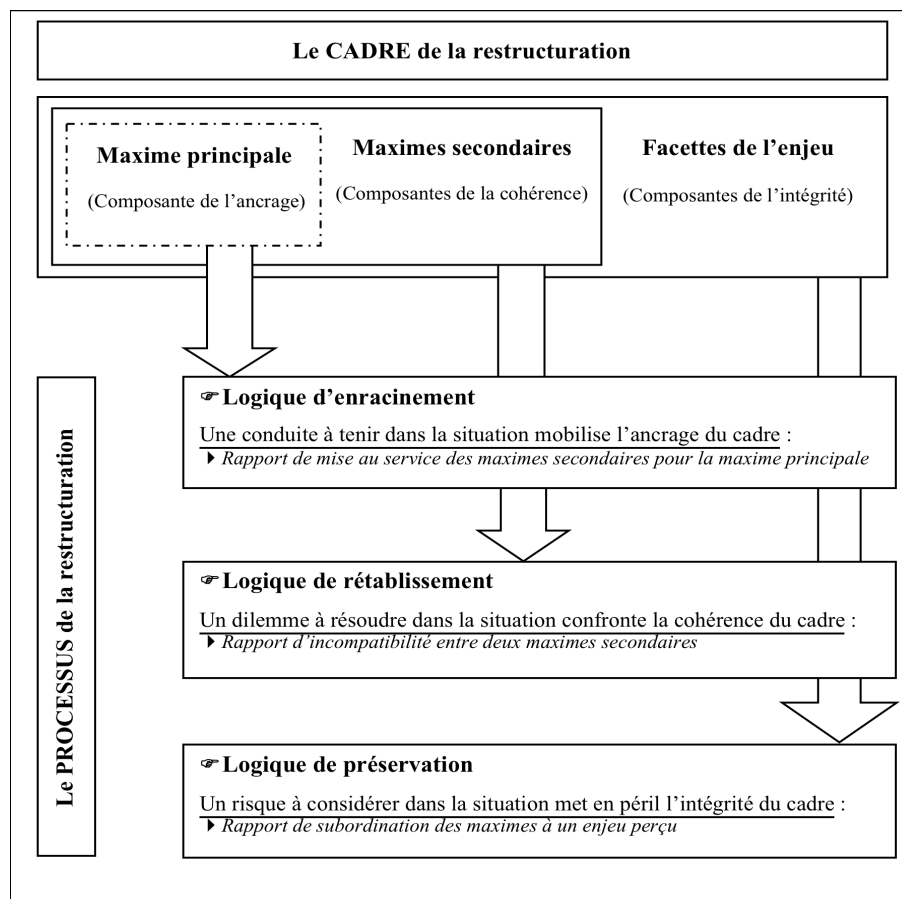 Le CADRE de la restructuration
Maxime principale
(Composante de l'ancrage)
Maximes secondaires
(Composantes de la cohérence)
Facettes de l'enjeu
(Composantes de l'intégrité)
Le PROCESSUS de la restructuration
☞ Logique d'enracinement
Une conduite à tenir dans la situation mobilise l'ancrage du cadre :
Rapport de mise au service des maximes secondaires pour la maxime principale
☞ Logique de rétablissement
Un dilemme à résoudre dans la situation confronte la cohérence du cadre :
Rapport d'incompatibilité entre deux maximes secondaires
☞ Logique de préservation
Un risque à considérer dans la situation met en péril l'intégrité du cadre :
Rapport de subordination des maximes à un enjeu perçu